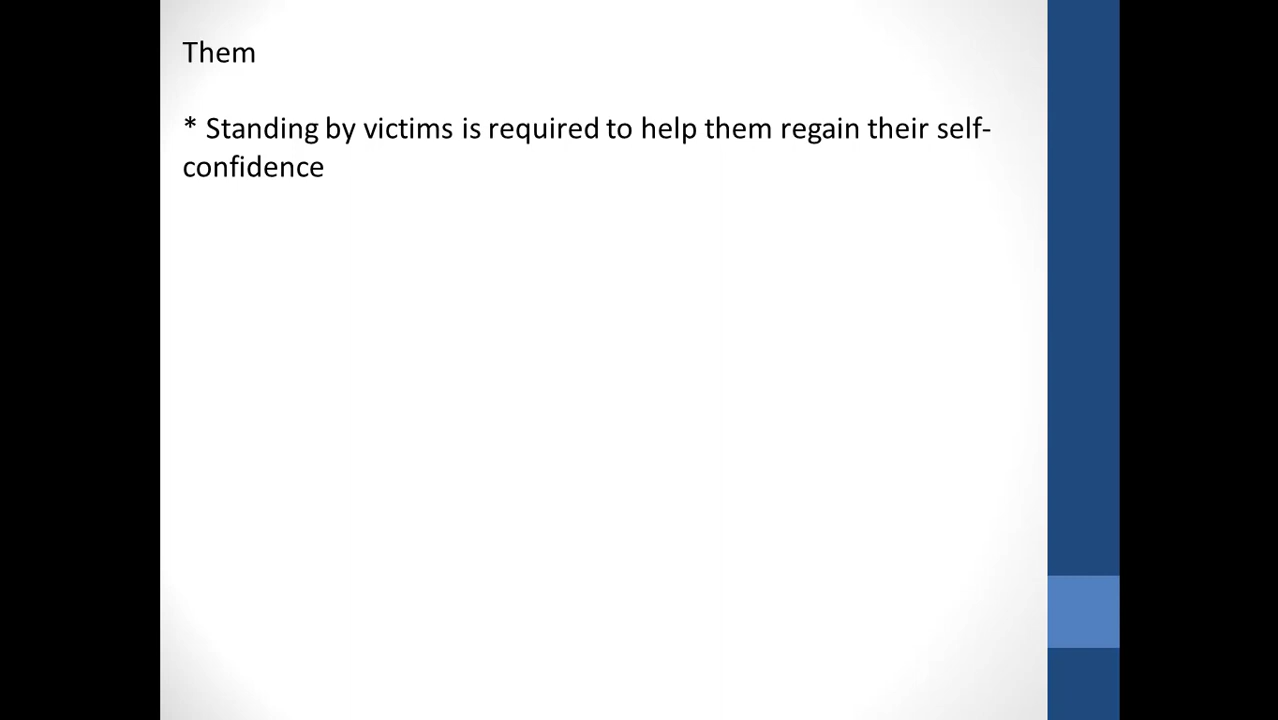 Them
* Standing by victims is required to help them regain their self-
confidence